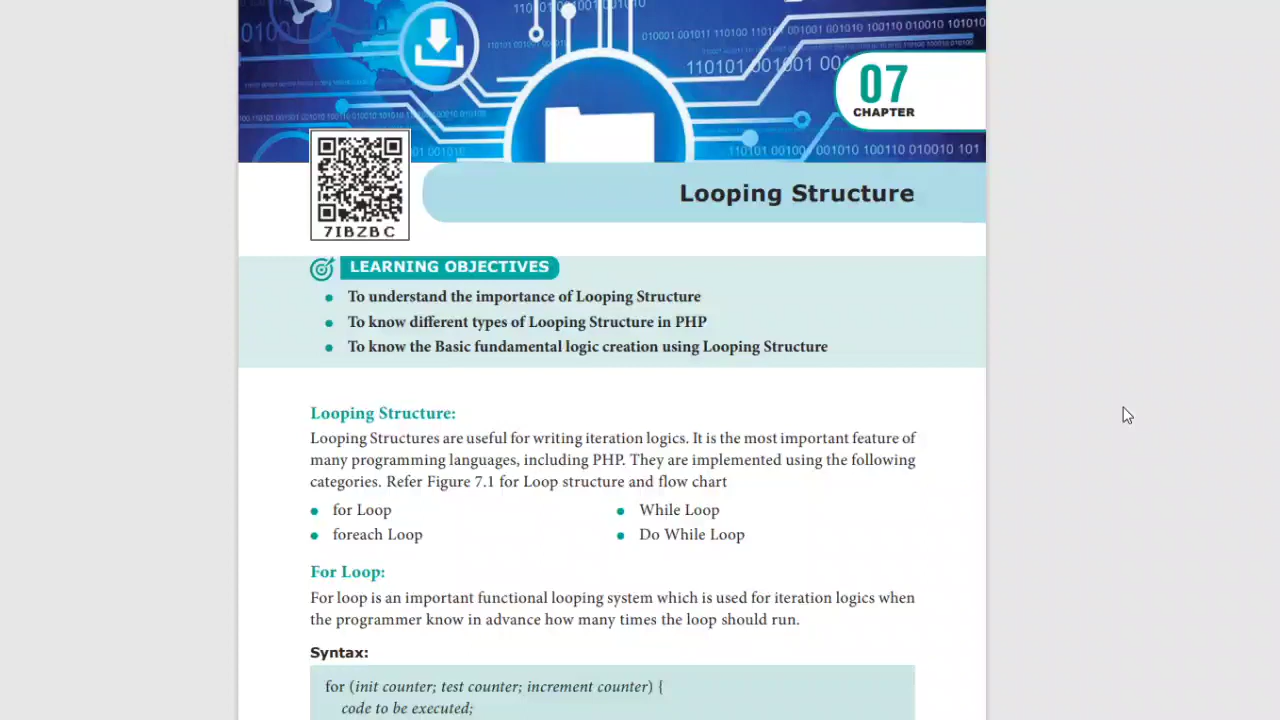 07
CHAPTER
7IBZBC
Looping Structure
LEARNING OBJECTIVES
• To understand the importance of Looping Structure
• To know different types of Looping Structure in PHP
• To know the Basic fundamental logic creation using Looping Structure
Looping Structure:
Looping Structures are useful for writing iteration logics. It is the most important feature of
many programming languages, including PHP. They are implemented using the following
categories. Refer Figure 7.1 for Loop structure and flow chart
• for Loop
• While Loop
• foreach Loop
• Do While Loop
For Loop:
For loop is an important functional looping system which is used for iteration logics when
the programmer know in advance how many times the loop should run.
Syntax:
for (init counter; test counter; increment counter) {
code to be executed;